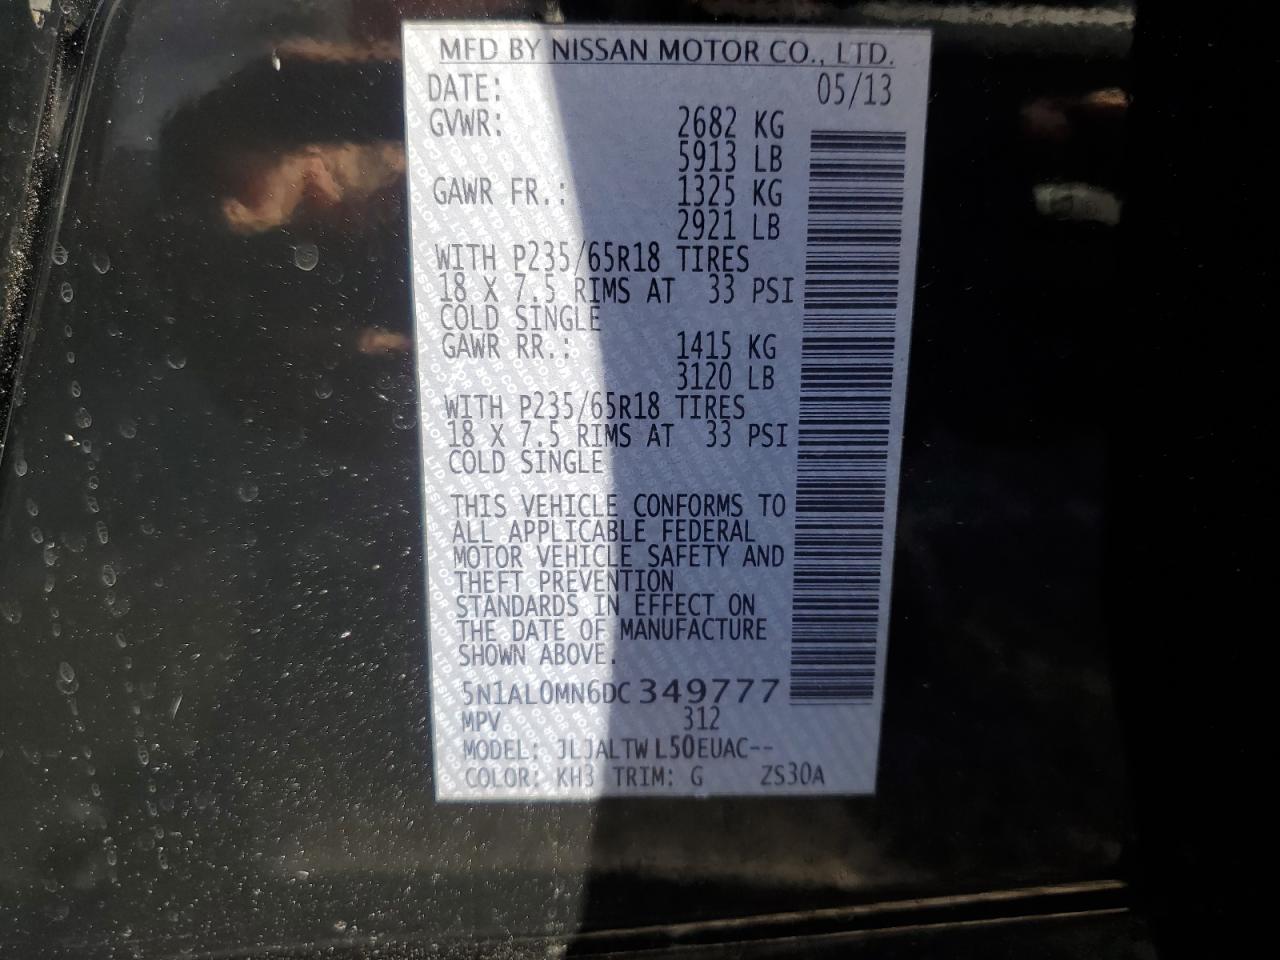 MFD BY NISSAN MOTOR CO., LTD.
DATE: 05/13
GVWR: 2682 KG
5913 LB
GAWR FR.: 1325 KG
2921 LB
WITH P235/65R18 TIRES
18 X 7.5 RIMS AT 33 PSI
COLD SINGLE
GAWR RR.: 1415 KG
3120 LB
WITH P235/65R18 TIRES
18 X 7.5 RIMS AT 33 PSI
COLD SINGLE
THIS VEHICLE CONFORMS TO
ALL APPLICABLE FEDERAL
MOTOR VEHICLE SAFETY AND
THEFT PREVENTION
STANDARDS IN EFFECT ON
THE DATE OF MANUFACTURE
SHOWN ABOVE.
5N1AL0MN6DC349777
MPV 312
MODEL: JLJALTWL50EUAC--
COLOR: KH3 TRIM: G ZS30A